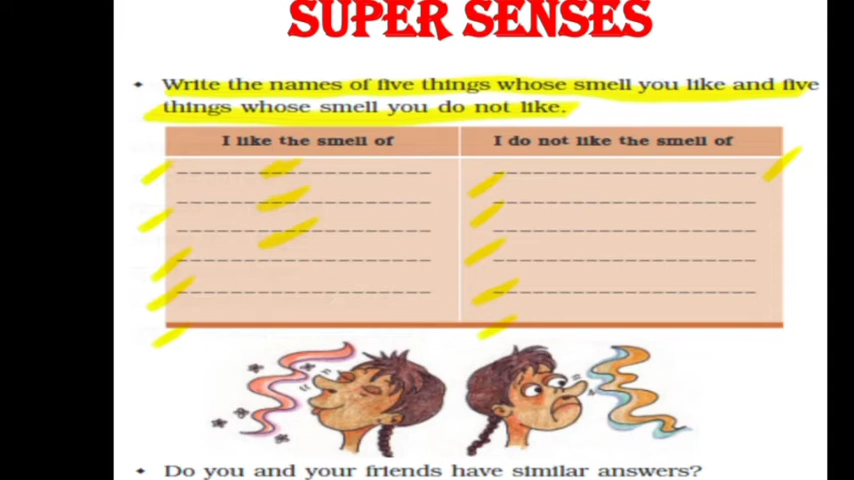 SUPER SENSES
• Write the names of five things whose smell you like and five
things whose smell you do not like.
I like the smell of
I do not like the smell of
• Do you and your friends have similar answers?